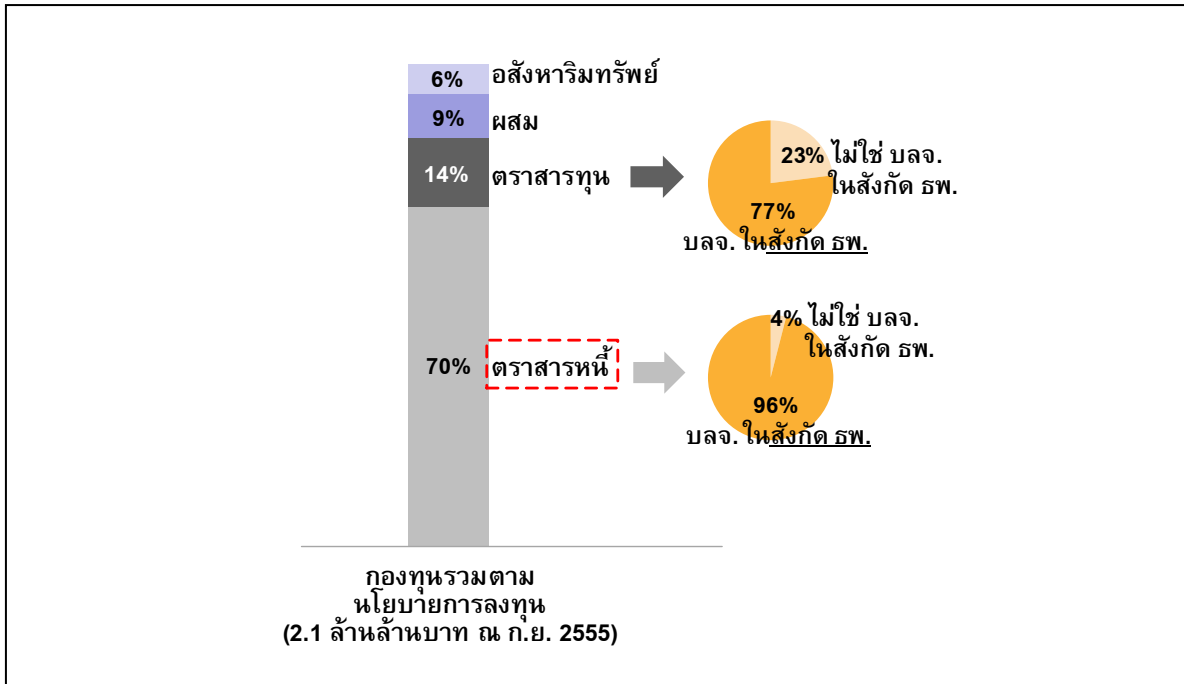 6% อสังหาริมทรัพย์
9% ผสม
14% ตราสารทุน
23% ไม่ใช่ บลจ.
ในสังกัด ธพ.
77%
บลจ. ในสังกัด ธพ.
70% ตราสารหนี้
4% ไม่ใช่ บลจ.
ในสังกัด ธพ.
96%
บลจ. ในสังกัด ธพ.
กองทุนรวมตาม
นโยบายการลงทุน
(2.1 ล้านล้านบาท ณ ก.ย. 2555)